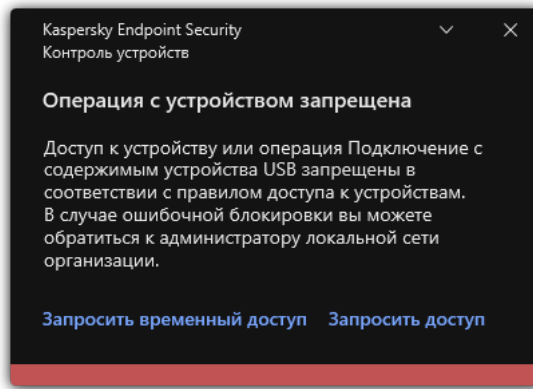 Kaspersky Endpoint Security
Контроль устройств
Операция с устройством запрещена
Доступ к устройству или операция Подключение с
содержимым устройства USB запрещены в
соответствии с правилом доступа к устройствам.
В случае ошибочной блокировки вы можете
обратиться к администратору локальной сети
организации.
Запросить временный доступ Запросить доступ